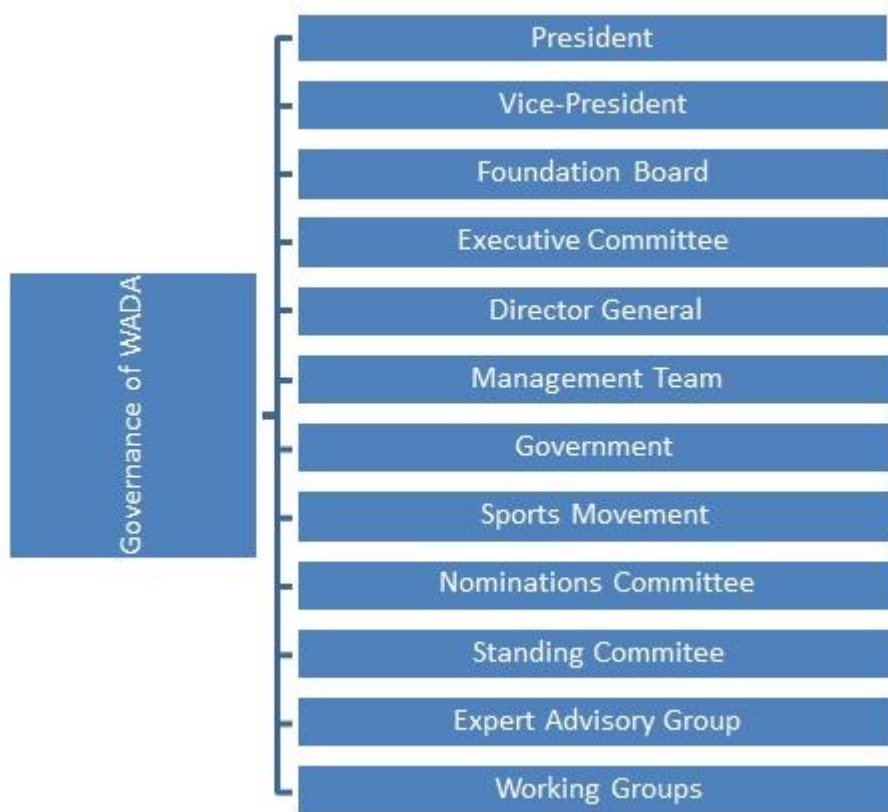 Governance of WADA
President
Vice-President
Foundation Board
Executive Committee
Director General
Management Team
Government
Sports Movement
Nominations Committee
Standing Commitee
Expert Advisory Group
Working Groups